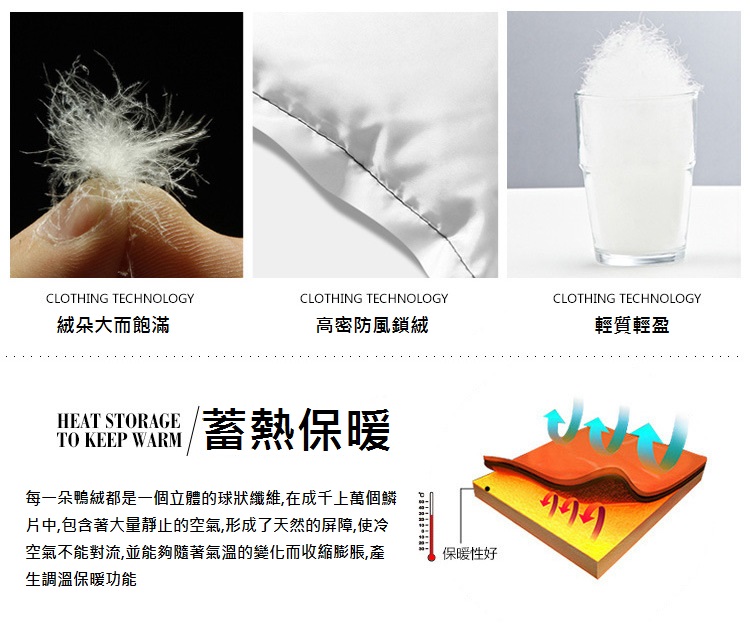 CLOTHING TECHNOLOGY
絨朵大而飽滿
CLOTHING TECHNOLOGY
高密防風鎖絨
CLOTHING TECHNOLOGY
輕質輕盈
HEAT STORAGE
TO KEEP WARM
蓄熱保暖
每一朵鴨絨都是一個立體的球狀纖維,在成千上萬個鱗
片中,包含著大量靜止的空氣,形成了天然的屏障,使冷
空氣不能對流,並能夠隨著氣溫的變化而收縮膨脹,產
生調溫保暖功能
保暖性好